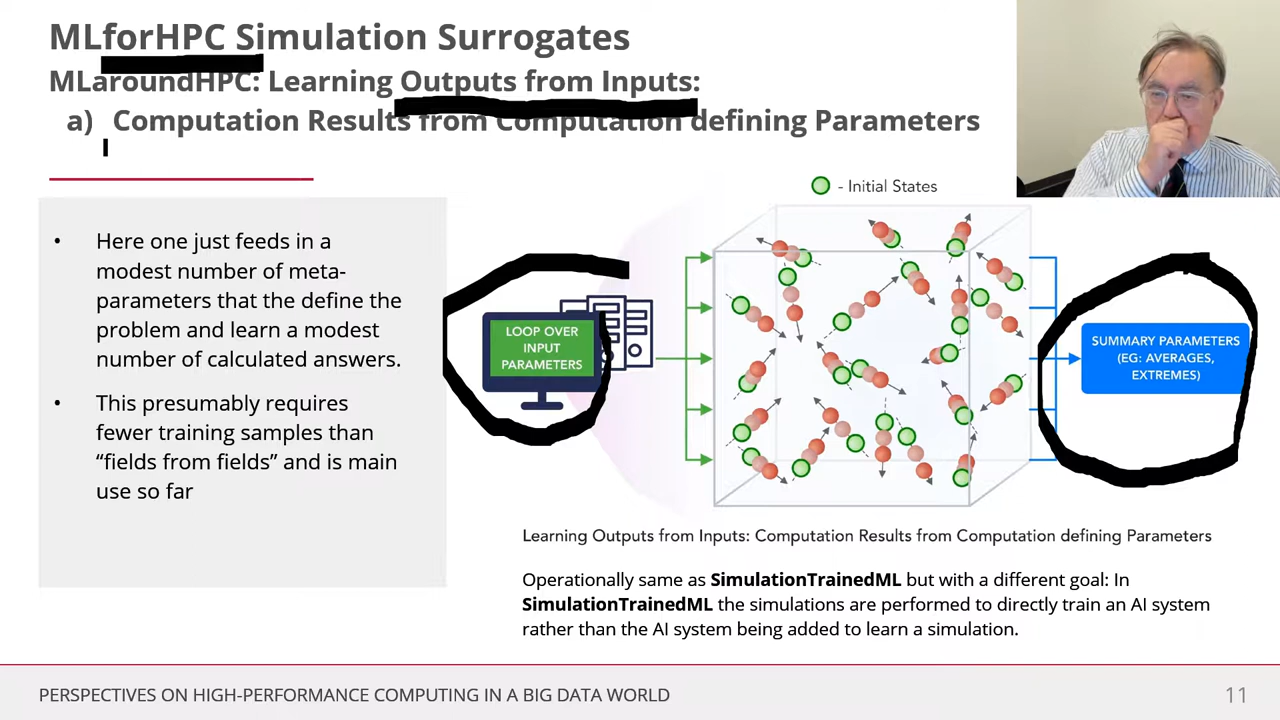 MLforHPC Simulation Surrogates
MLaroundHPC: Learning Outputs from Inputs:
a) Computation Results from Computation defining Parameters
- Initial States
• Here one just feeds in a
modest number of meta-
parameters that the define the
problem and learn a modest
number of calculated answers.
• This presumably requires
fewer training samples than
“fields from fields” and is main
use so far
LOOP OVER
INPUT
PARAMETERS
SUMMARY PARAMETERS
(EG: AVERAGES,
EXTREMES)
Learning Outputs from Inputs: Computation Results from Computation defining Parameters
Operationally same as SimulationTrainedML but with a different goal: In
SimulationTrainedML the simulations are performed to directly train an AI system
rather than the AI system being added to learn a simulation.
PERSPECTIVES ON HIGH-PERFORMANCE COMPUTING IN A BIG DATA WORLD
11